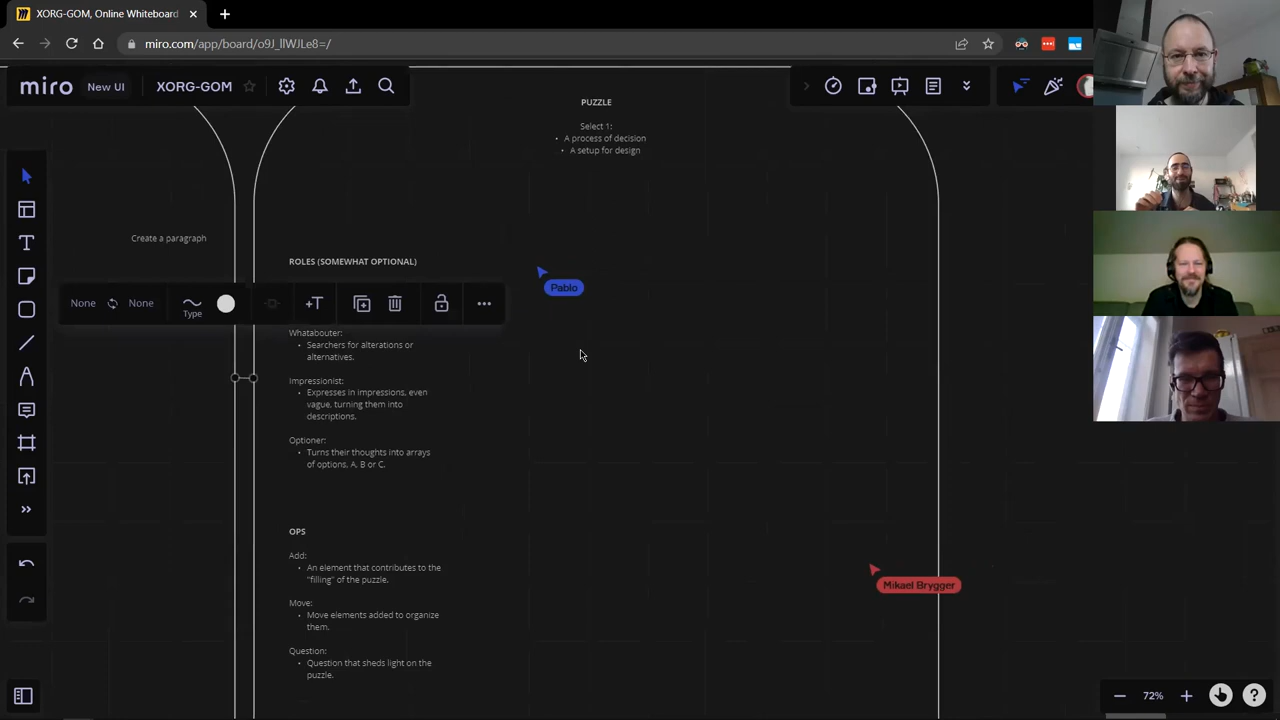 XORG-GOM, Online Whiteboard
miro.com/app/board/o9J_lIWJLe8=/
miro
New UI
XORG-GOM
PUZZLE
Select 1:
• A process of decision
• A setup for design
Create a paragraph
ROLES (SOMEWHAT OPTIONAL)
Pablo
None
None
Type
+T
Whatabouter:
• Searchers for alterations or
alternatives.
Impressionist:
• Expresses in impressions, even
vague, turning them into
descriptions.
Optioner:
• Turns their thoughts into arrays
of options, A, B or C.
OPS
Add:
• An element that contributes to the
"filling" of the puzzle.
Mikael Brygger
Move:
• Move elements added to organize
them.
Question:
• Question that sheds light on the
puzzle.
72%